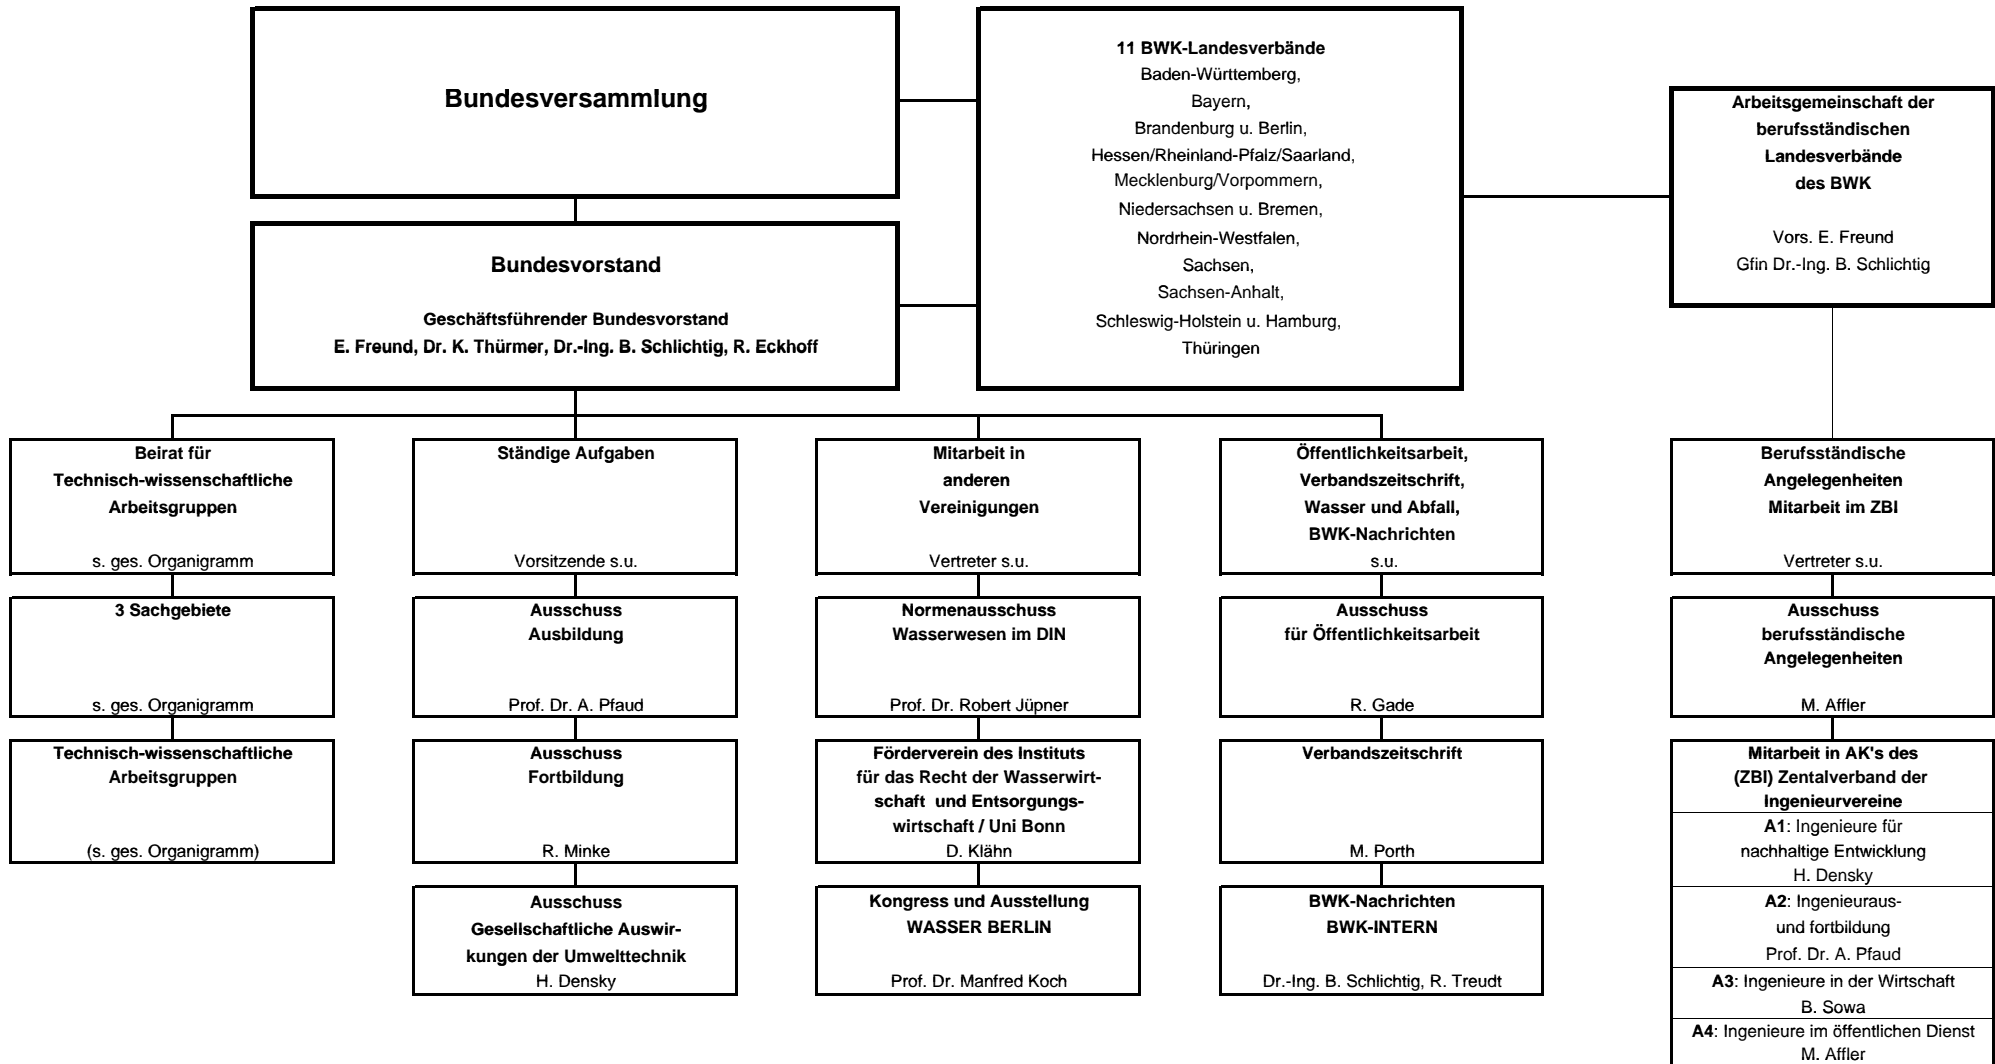 Bundesversammlung
11 BWK-Landesverbände
Baden-Württemberg,
Bayern,
Brandenburg u. Berlin,
Hessen/Rheinland-Pfalz/Saarland,
Mecklenburg/Vorpommern,
Niedersachsen u. Bremen,
Nordrhein-Westfalen,
Sachsen,
Sachsen-Anhalt,
Schleswig-Holstein u. Hamburg,
Thüringen
Arbeitsgemeinschaft der
berufsständischen
Landesverbände
des BWK
Vors. E. Freund
Gfin Dr.-Ing. B. Schlichtig
Bundesvorstand
Geschäftsführender Bundesvorstand
E. Freund, Dr. K. Thürmer, Dr.-Ing. B. Schlichtig, R. Eckhoff
Beirat für
Technisch-wissenschaftliche
Arbeitsgruppen
s. ges. Organigramm
3 Sachgebiete
s. ges. Organigramm
Technisch-wissenschaftliche
Arbeitsgruppen
(s. ges. Organigramm)
Ständige Aufgaben
Vorsitzende s.u.
Ausschuss
Ausbildung
Prof. Dr. A. Pfaud
Ausschuss
Fortbildung
R. Minke
Ausschuss
Gesellschaftliche Auswir-
kungen der Umwelttechnik
H. Densky
Mitarbeit in
anderen
Vereinigungen
Vertreter s.u.
Normenausschuss
Wasserwesen im DIN
Prof. Dr. Robert Jüpner
Förderverein des Instituts
für das Recht der Wasserwirt-
schaft und Entsorgungs-
wirtschaft / Uni Bonn
D. Klähn
Kongress und Ausstellung
WASSER BERLIN
Prof. Dr. Manfred Koch
Öffentlichkeitsarbeit,
Verbandszeitschrift,
Wasser und Abfall,
BWK-Nachrichten
s.u.
Ausschuss
für Öffentlichkeitsarbeit
R. Gade
Verbandszeitschrift
M. Porth
BWK-Nachrichten
BWK-INTERN
Dr.-Ing. B. Schlichtig, R. Treudt
Berufsständische
Angelegenheiten
Mitarbeit im ZBI
Vertreter s.u.
Ausschuss
berufsständische
Angelegenheiten
M. Affler
Mitarbeit in AK's des
(ZBI) Zentalverband der
Ingenieurvereine
A1: Ingenieure für
nachhaltige Entwicklung
H. Densky
A2: Ingenieuraus-
und fortbildung
Prof. Dr. A. Pfaud
A3: Ingenieure in der Wirtschaft
B. Sowa
A4: Ingenieure im öffentlichen Dienst
M. Affler